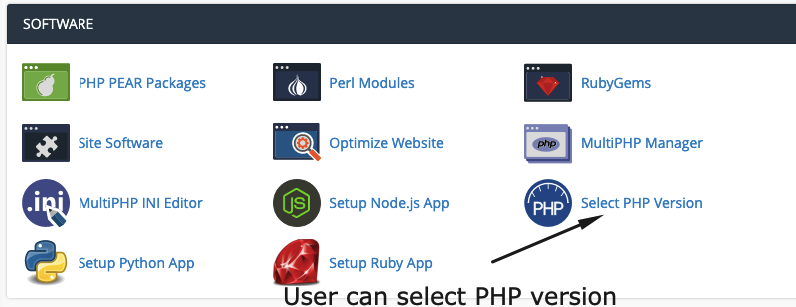 SOFTWARE
PHP PEAR Packages
Perl Modules
RubyGems
Site Software
Optimize Website
php
MultiPHP Manager
.ini
MultiPHP INI Editor
JS
Setup Node.js App
PHP
Select PHP Version
Setup Python App
Setup Ruby App
User can select PHP version